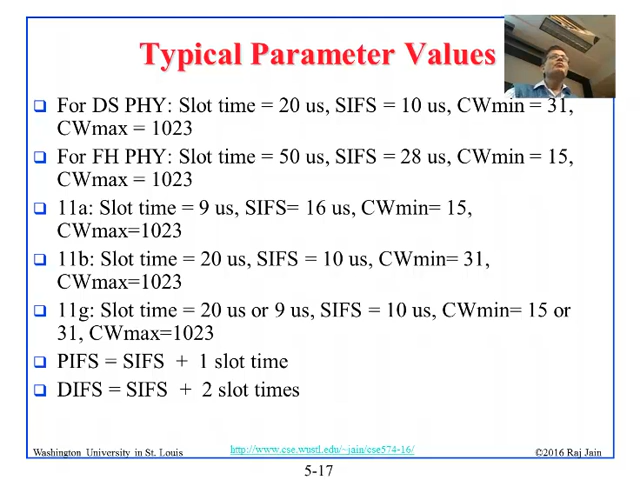 Typical Parameter Values
For DS PHY: Slot time = 20 us, SIFS = 10 us, CWmin = 31,
CWmax = 1023
For FH PHY: Slot time = 50 us, SIFS = 28 us, CWmin = 15,
CWmax = 1023
11a: Slot time = 9 us, SIFS= 16 us, CWmin= 15,
CWmax=1023
11b: Slot time = 20 us, SIFS = 10 us, CWmin= 31,
CWmax=1023
11g: Slot time = 20 us or 9 us, SIFS = 10 us, CWmin= 15 or
31, CWmax=1023
PIFS = SIFS + 1 slot time
DIFS = SIFS + 2 slot times
Washington University in St. Louis
http://www.cse.wustl.edu/~jain/cse574-16/
©2016 Raj Jain
5-17